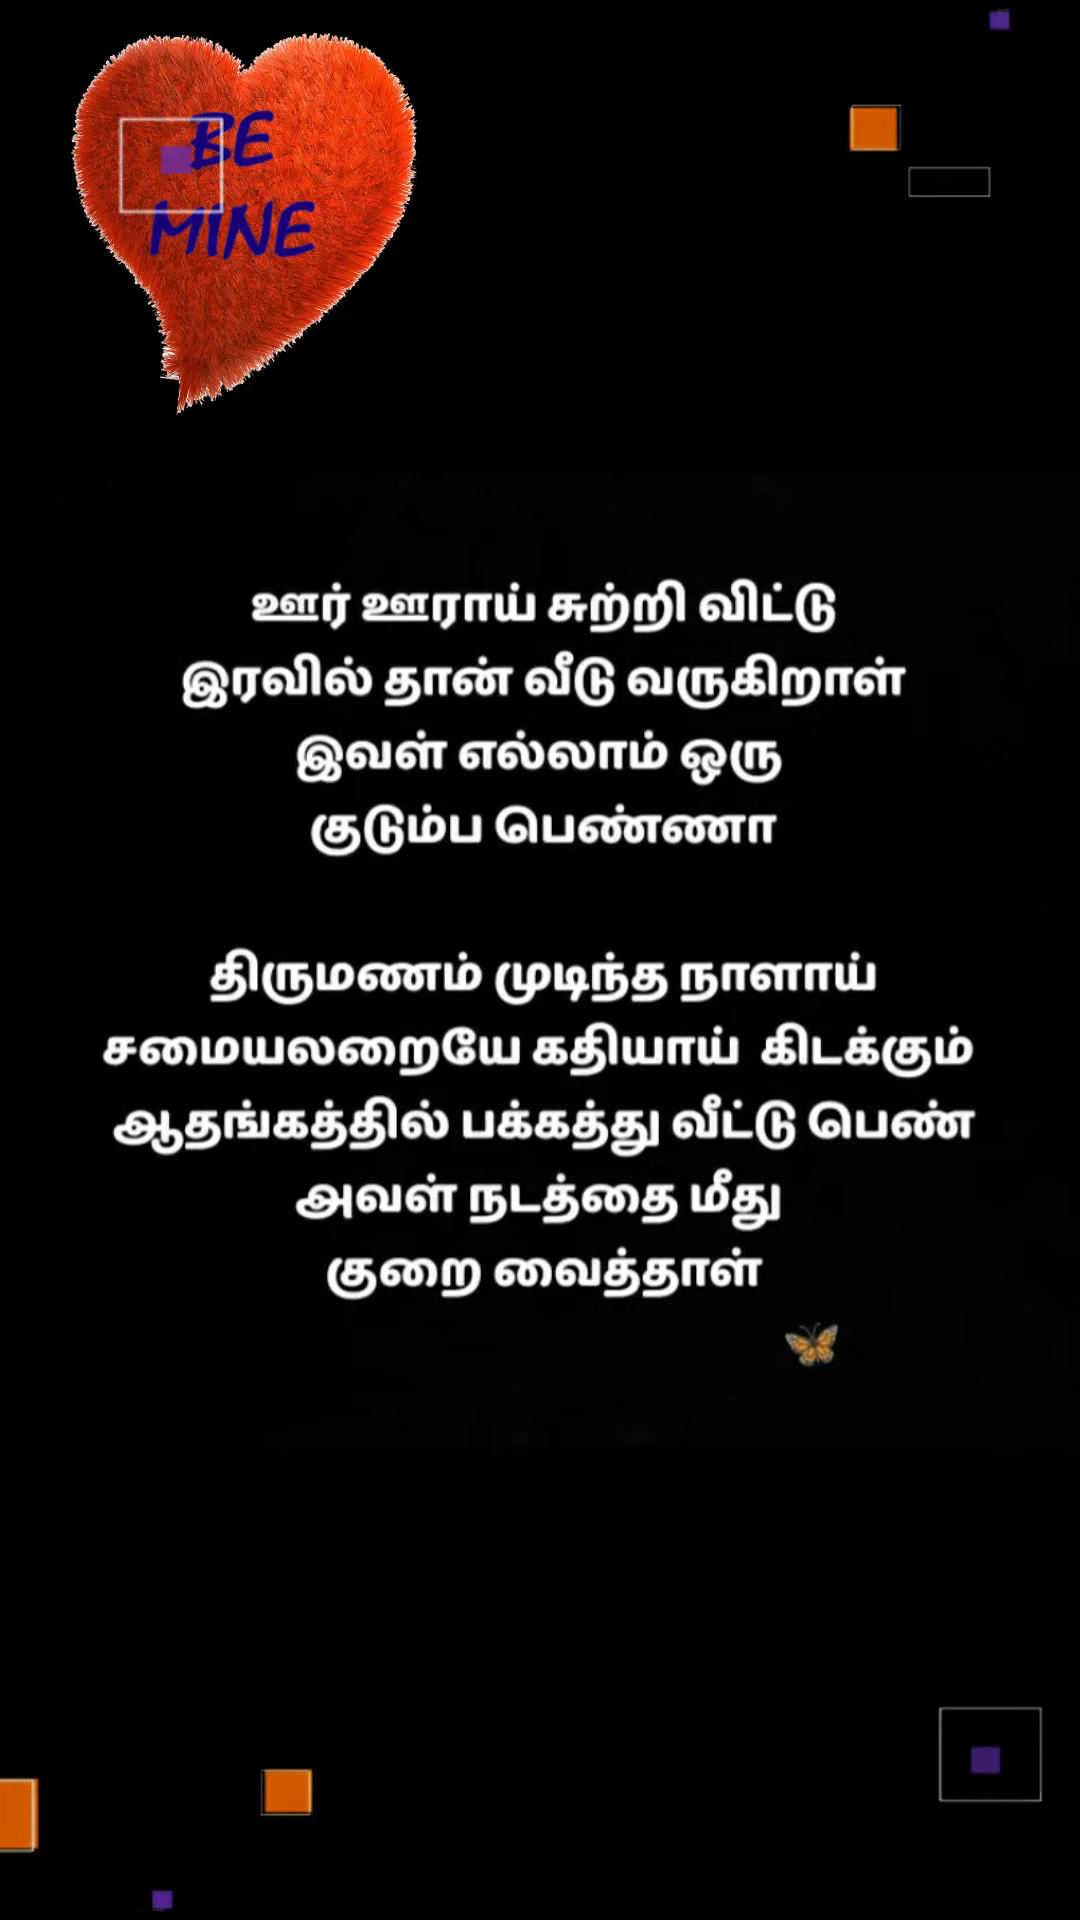 BE
MINE
ஊர் ஊராய் சுற்றி விட்டு
இரவில் தான் வீடு வருகிறாள்
இவள் எல்லாம் ஒரு
குடும்ப பெண்ணா
திருமணம் முடிந்த நாளாய்
சமையலறையே கதியாய் கிடக்கும்
ஆதங்கத்தில் பக்கத்து வீட்டு பெண்
அவள் நடத்தை மீது
குறை வைத்தாள்